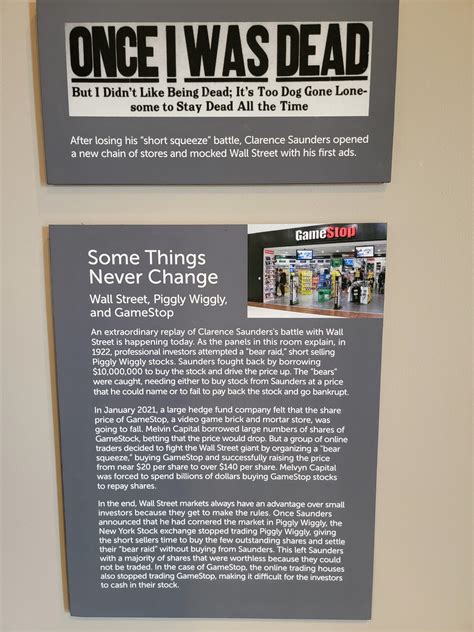 ONCE I WAS DEAD
But I Didn't Like Being Dead; It's Too Dog Gone Lone-
some to Stay Dead All the Time
After losing his "short squeeze" battle, Clarence Saunders opened
a new chain of stores and mocked Wall Street with his first ads.
GameStop
Some Things
Never Change
Wall Street, Piggly Wiggly,
and GameStop
An extraordinary replay of Clarence Saunders's battle with Wall
Street is happening today. As the panels in this room explain, in
1922, professional investors attempted a "bear raid," short selling
Piggly Wiggly stocks. Saunders fought back by borrowing
$10,000,000 to buy the stock and drive the price up. The "bears"
were caught, needing either to buy stock from Saunders at a price
that he could name or to fail to pay back the stock and go bankrupt.
In January 2021, a large hedge fund company felt that the share
price of GameStop, a video game brick and mortar store, was
going to fall. Melvin Capital borrowed large numbers of shares of
GameStock, betting that the price would drop. But a group of online
traders decided to fight the Wall Street giant by organizing a "bear
squeeze," buying GameStop and successfully raising the price
from near $20 per share to over $140 per share. Melvyn Capital
was forced to spend billions of dollars buying GameStop stocks
to repay shares.
In the end, Wall Street markets always have an advantage over small
investors because they get to make the rules. Once Saunders
announced that he had cornered the market in Piggly Wiggly, the
New York Stock exchange stopped trading Piggly Wiggly, giving
the short sellers time to buy the few outstanding shares and settle
their "bear raid" without buying from Saunders. This left Saunders
with a majority of shares that were worthless because they could
not be traded. In the case of GameStop, the online trading houses
also stopped trading GameStop, making it difficult for the investors
to cash in their stock.